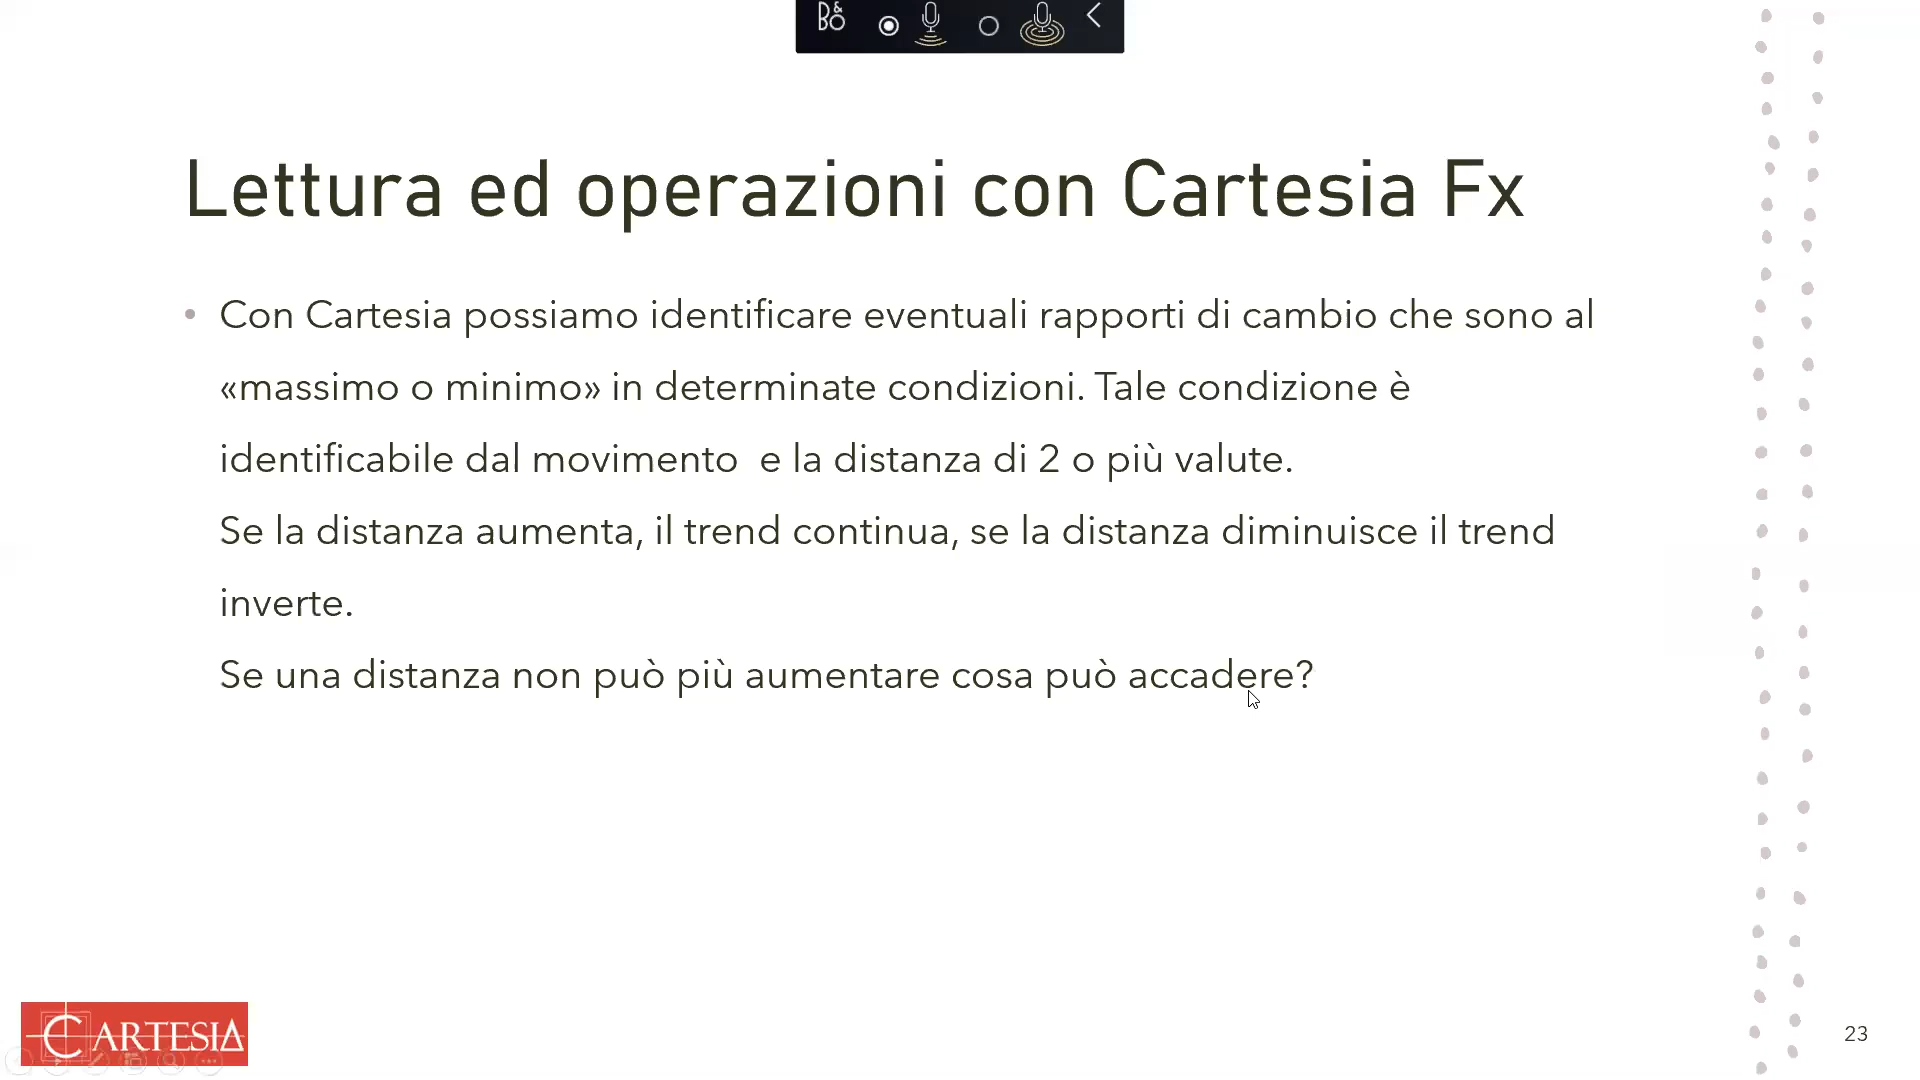 B&O
Lettura ed operazioni con Cartesia Fx
• Con Cartesia possiamo identificare eventuali rapporti di cambio che sono al
«massimo o minimo» in determinate condizioni. Tale condizione è
identificabile dal movimento  e la distanza di 2 o più valute.
Se la distanza aumenta, il trend continua, se la distanza diminuisce il trend
inverte.
Se una distanza non può più aumentare cosa può accadere?
CARTESIA
23